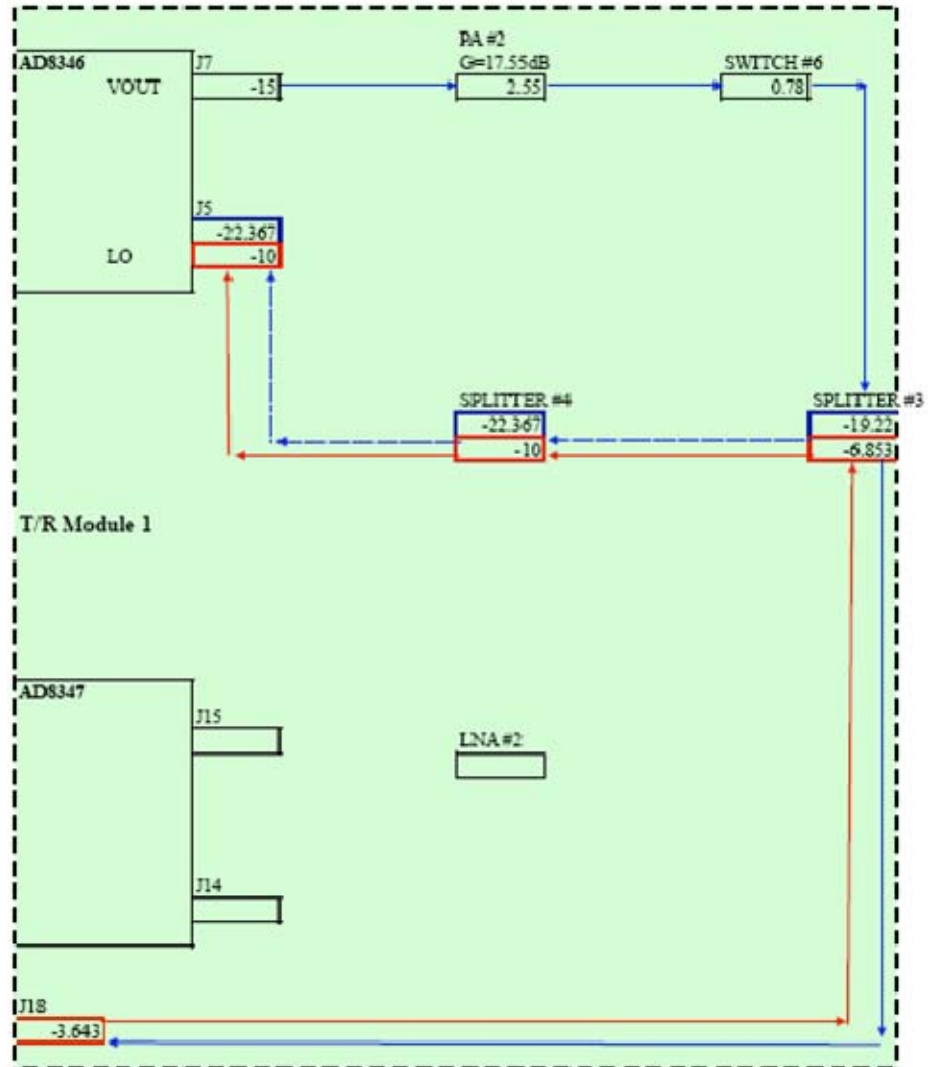 AD8346
VOUT
J7
-15
PA #2
G=17.55dB
2.55
SWITCH #6
0.78
J5
-22.367
LO
-10
SPLITTER #4
-22.367
-10
SPLITTER #3
-19.22
-6.853
T/R Module 1
AD8347
J15
LNA #2
J14
J18
-3.643